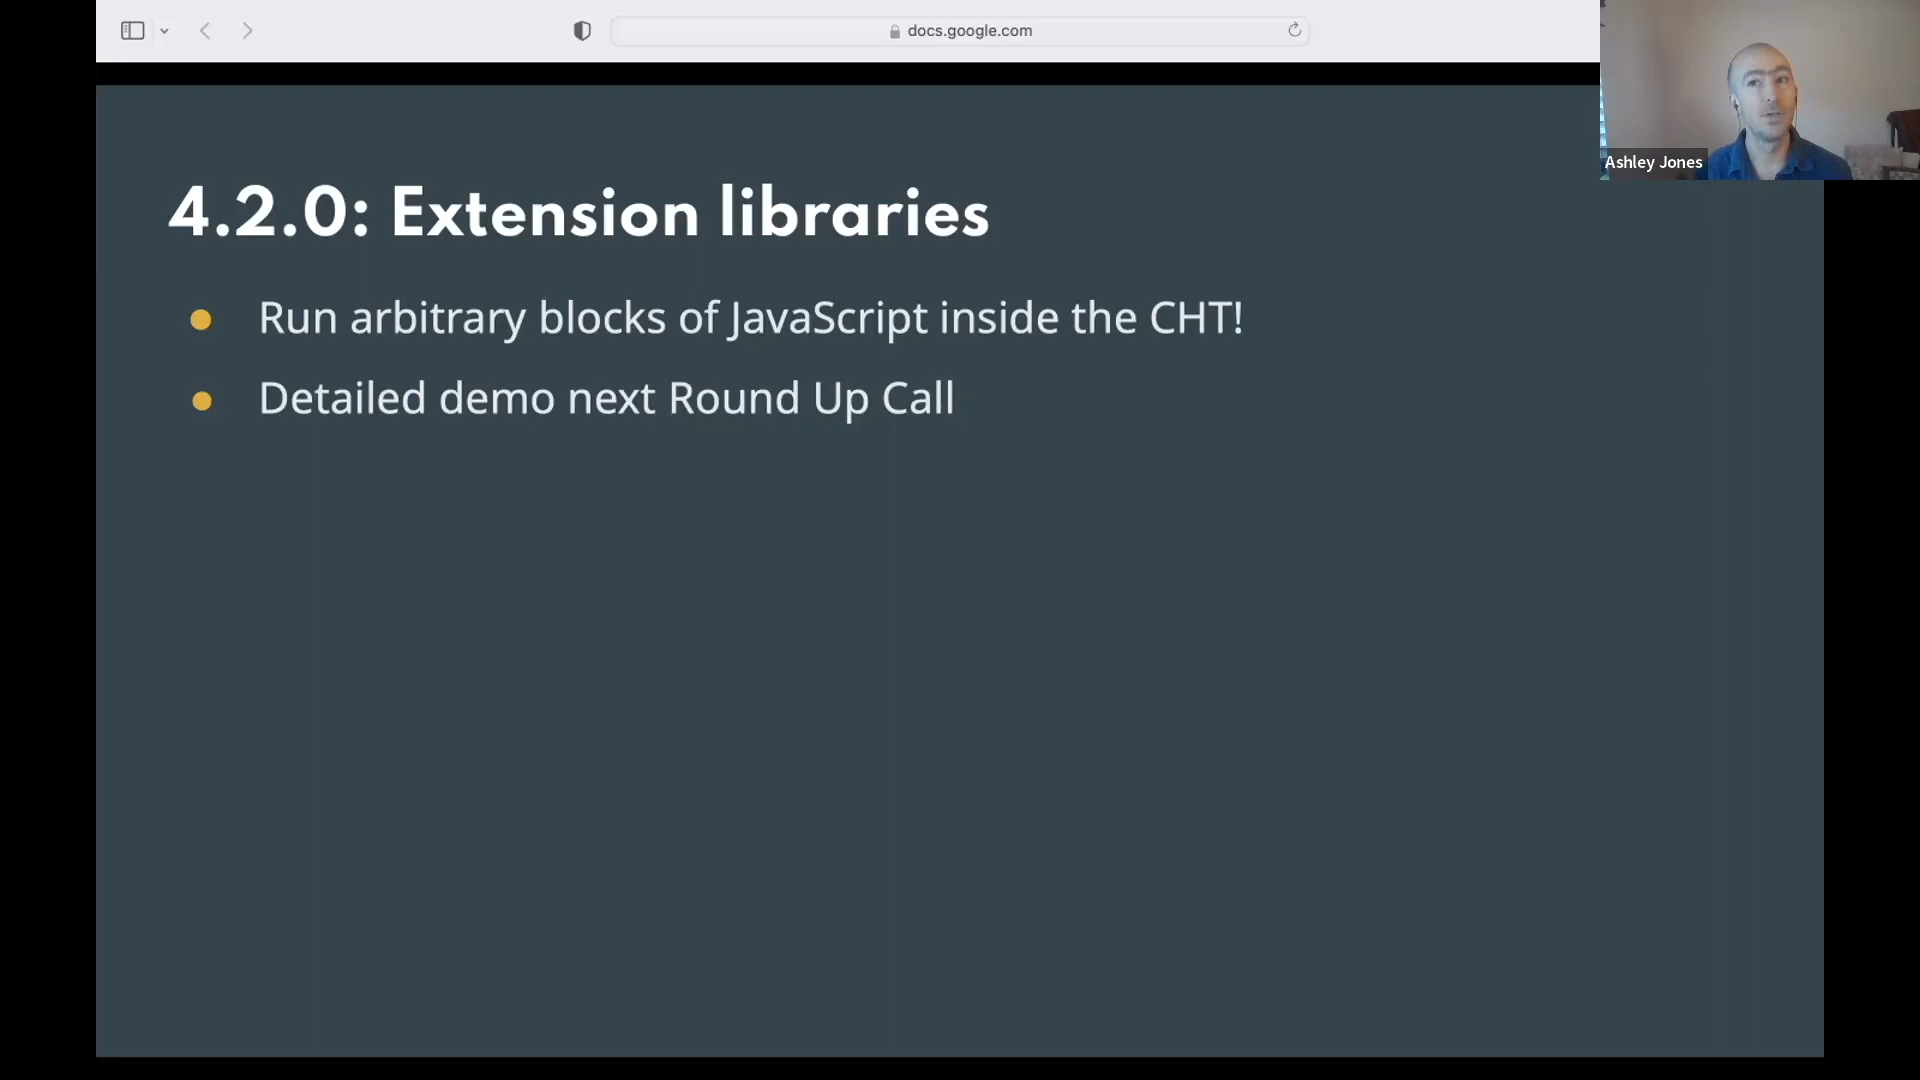 docs.google.com
Ashley Jones
4.2.0: Extension libraries
Run arbitrary blocks of JavaScript inside the CHT!
Detailed demo next Round Up Call